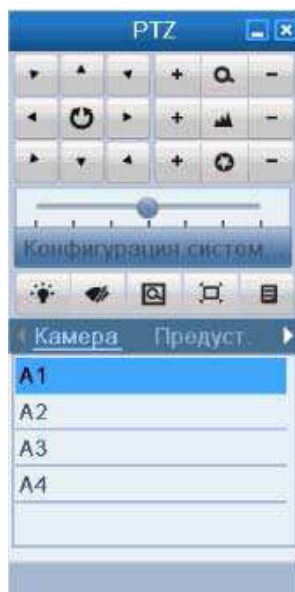 PTZ
Конфигурация систем...
Камера Предуст.
A1
A2
A3
A4